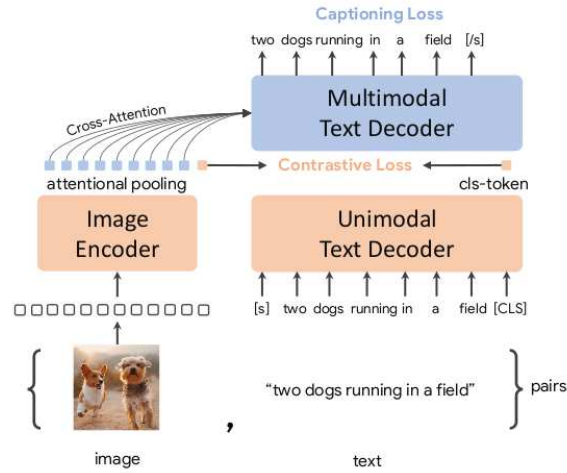 Captioning Loss
two dogs running in a field [/s]
Multimodal
Text Decoder
Cross-Attention
Contrastive Loss
attentional pooling
cls-token
Image
Encoder
Unimodal
Text Decoder
[s] two dogs running in a field [CLS]
"two dogs running in a field"
pairs
,
image
text